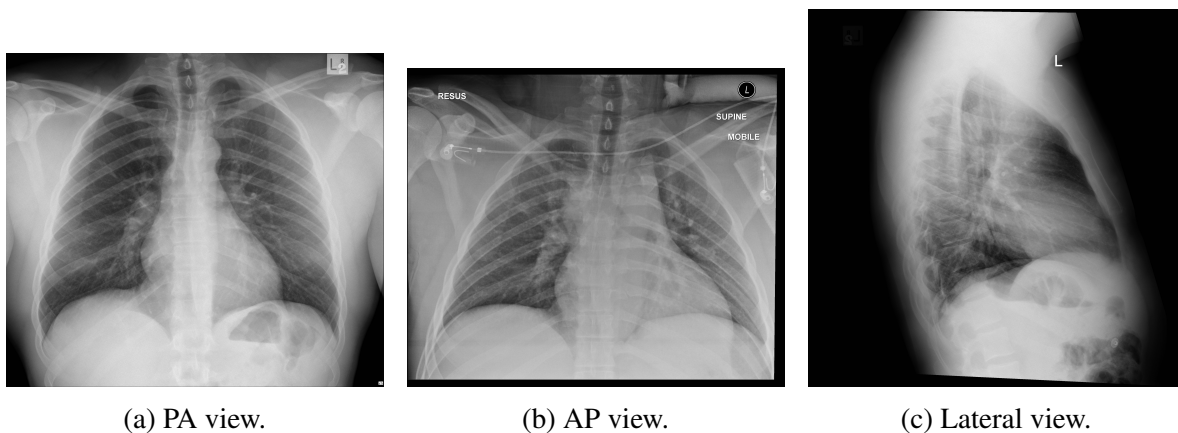 L
RESUS
L
SUPINE
MOBILE
L
(a) PA view.
(b) AP view.
(c) Lateral view.